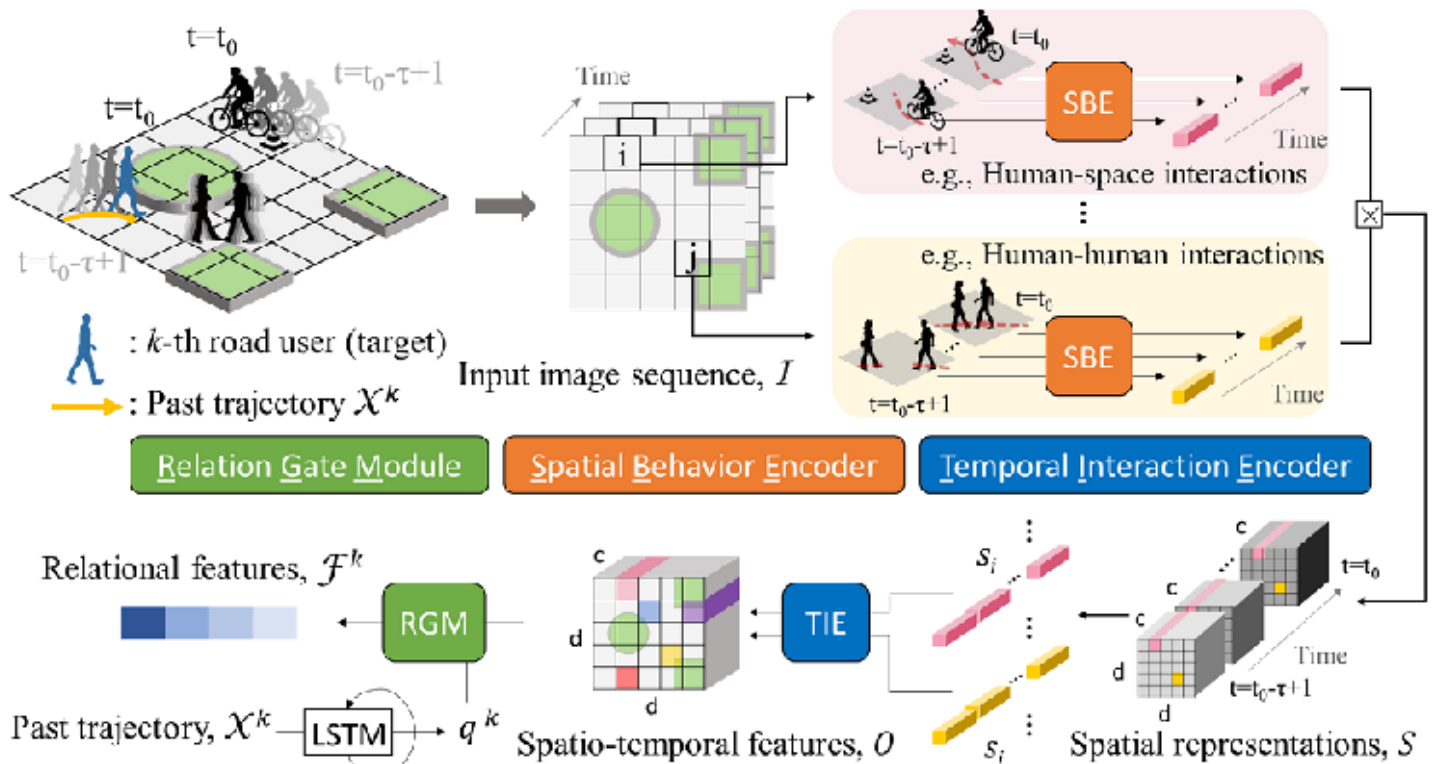 t=t₀
t=t₀-τ+1
t=t₀
t=t₀-τ+1
: k-th road user (target)
: Past trajectory 𝒳ᵏ
Time
i
j
Input image sequence, I
t=t₀
t=t₀-τ+1
SBE
Time
e.g., Human-space interactions
e.g., Human-human interactions
t=t₀
t=t₀-τ+1
SBE
Time
Relation Gate Module
Spatial Behavior Encoder
Temporal Interaction Encoder
Relational features, ℱᵏ
RGM
Past trajectory, 𝒳ᵏ
LSTM
qᵏ
c
d
d
Spatio-temporal features, O
TIE
sᵢ
sᵢ
c
c
d
d
t=t₀
Time
t=t₀-τ+1
Spatial representations, S